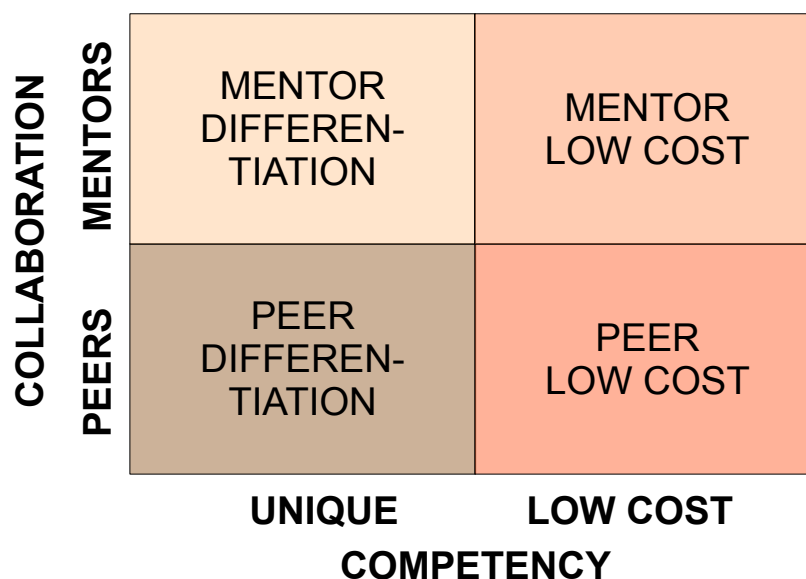 COLLABORATION
MENTORS
MENTOR
DIFFEREN-
TIATION
MENTOR
LOW COST
PEERS
PEER
DIFFEREN-
TIATION
PEER
LOW COST
UNIQUE
LOW COST
COMPETENCY